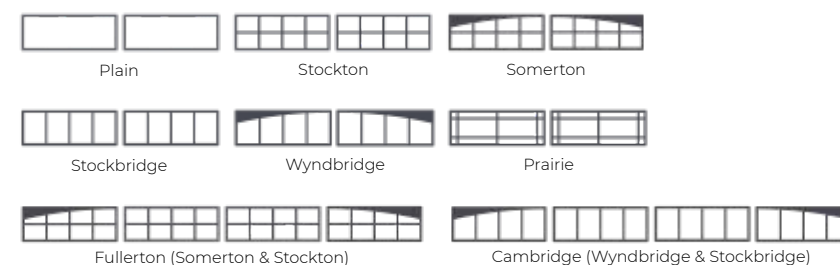 Plain
Stockton
Somerton
Stockbridge
Wyndbridge
Prairie
Fullerton (Somerton & Stockton)
Cambridge (Wyndbridge & Stockbridge)